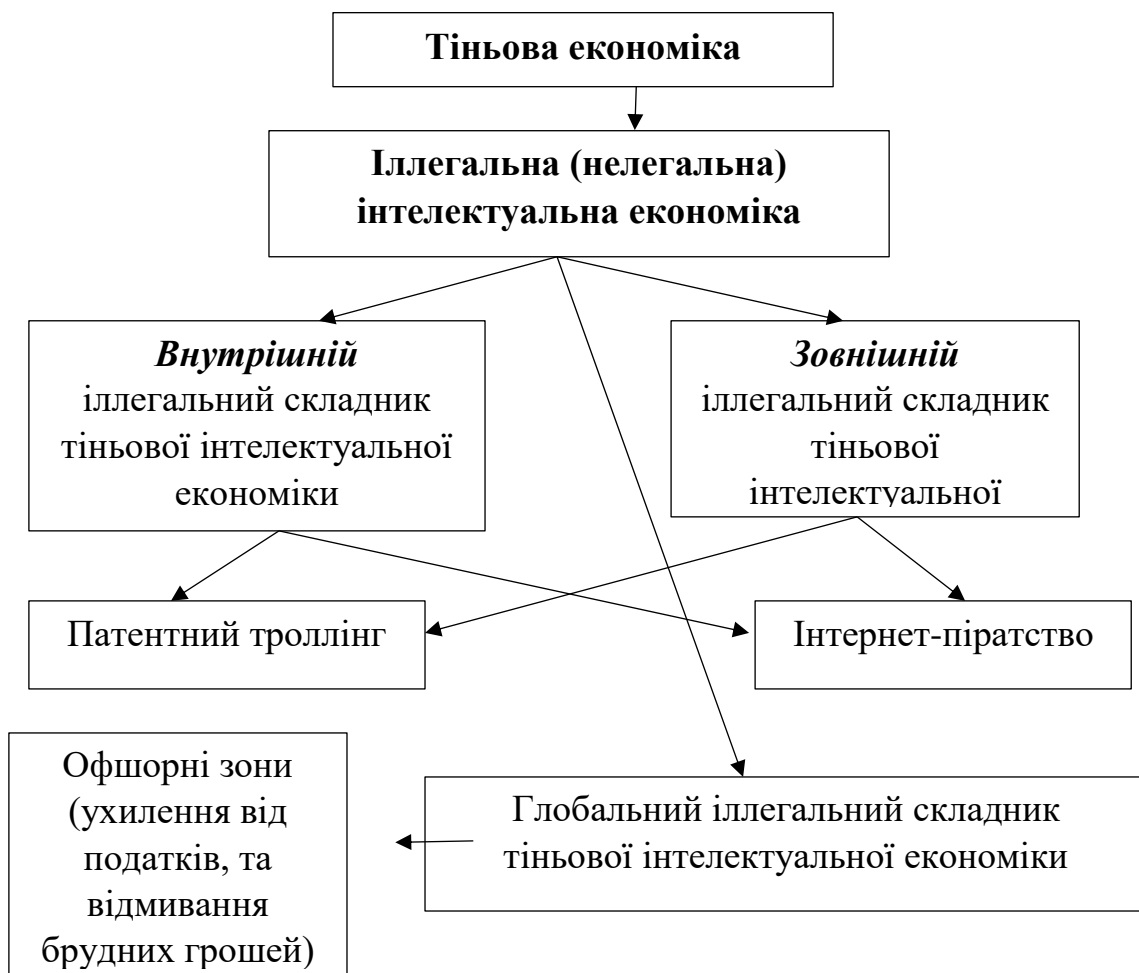 Тіньова економіка
Іллегальна (нелегальна)
інтелектуальна економіка
Внутрішній
іллегальний складник
тіньової інтелектуальної
економіки
Зовнішній
іллегальний складник
тіньової
інтелектуальної
Патентний троллінг
Інтернет-піратство
Офшорні зони
(ухилення від
податків, та
відмивання
брудних грошей)
Глобальний іллегальний складник
тіньової інтелектуальної економіки